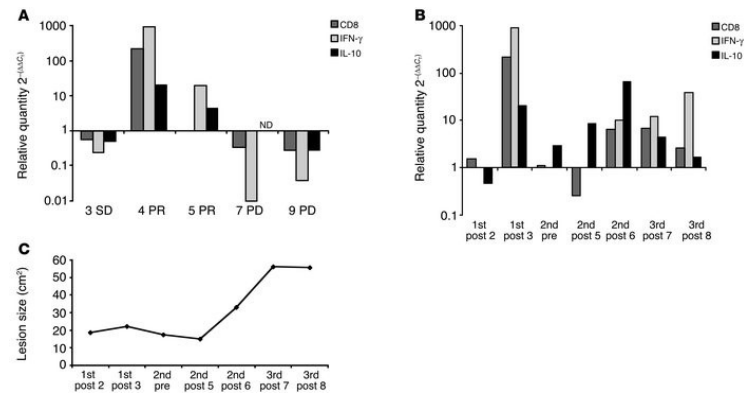 A
Relative quantity 2^-(ΔΔCt)
1000
100
10
1
0.1
0.01
CD8
IFN-γ
IL-10
ND
3 SD 4 PR 5 PR 7 PD 9 PD
B
Relative quantity 2^-(ΔΔCt)
1000
100
10
1
0.1
CD8
IFN-γ
IL-10
1st 1st 2nd 2nd 2nd 3rd 3rd
post 2 post 3 pre post 5 post 6 post 7 post 8
C
Lesion size (cm²)
60
50
40
30
20
10
0
1st 1st 2nd 2nd 2nd 3rd 3rd
post 2 post 3 pre post 5 post 6 post 7 post 8